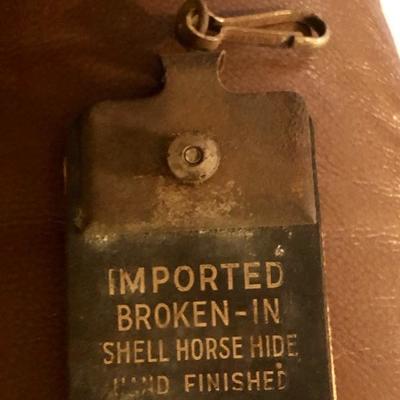 IMPORTED
BROKEN-IN
SHELL HORSE HIDE
HAND FINISHED